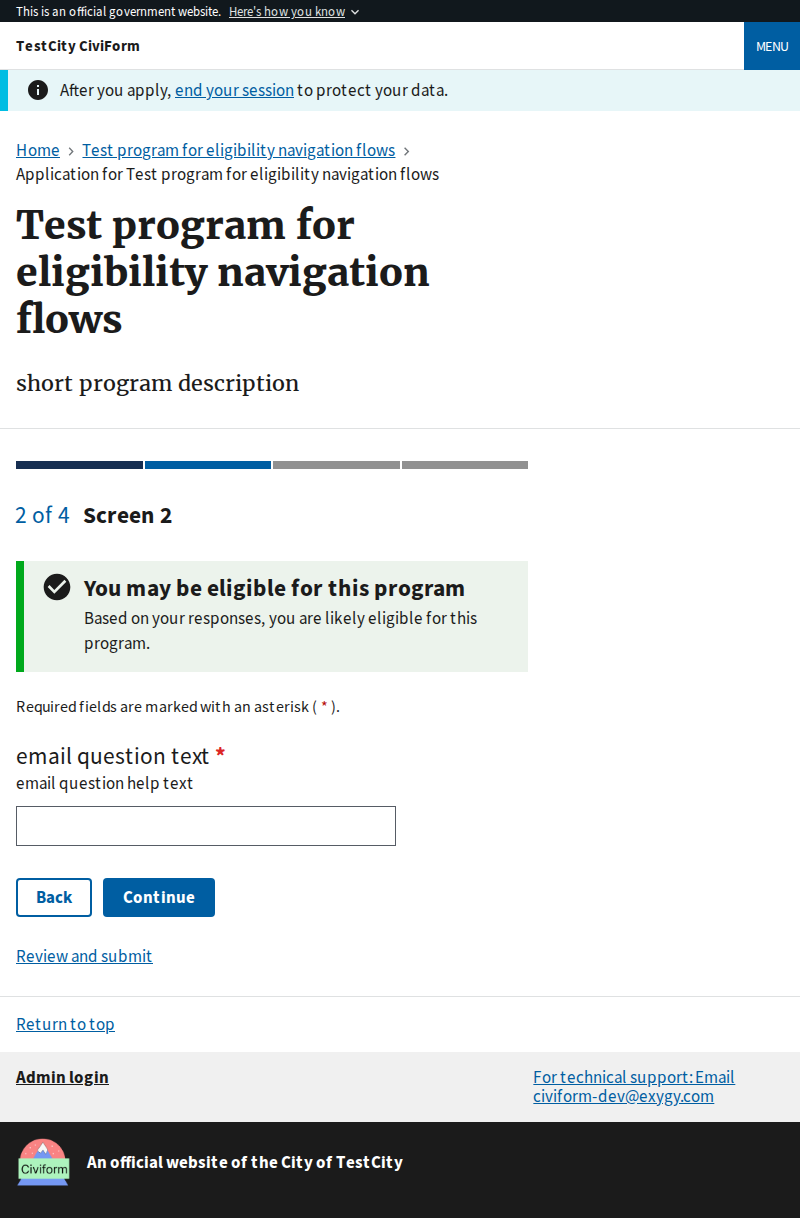 This is an official government website. Here's how you know
TestCity CiviForm
MENU
After you apply, end your session to protect your data.
Home > Test program for eligibility navigation flows >
Application for Test program for eligibility navigation flows
Test program for
eligibility navigation
flows
short program description
2 of 4 Screen 2
You may be eligible for this program
Based on your responses, you are likely eligible for this
program.
Required fields are marked with an asterisk ( * ).
email question text *
email question help text
Back Continue
Review and submit
Return to top
Admin login
For technical support: Email
civiform-dev@exygy.com
Civiform
An official website of the City of TestCity